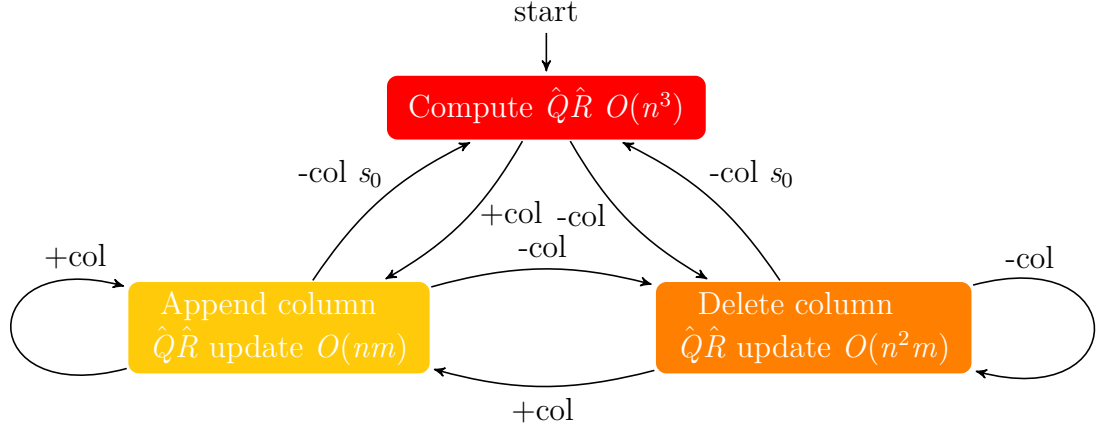 start
Compute Q̂R̂ O(n³)
-col s₀
-col s₀
+col
-col
-col
+col
-col
Append column
Q̂R̂ update O(nm)
Delete column
Q̂R̂ update O(n²m)
+col